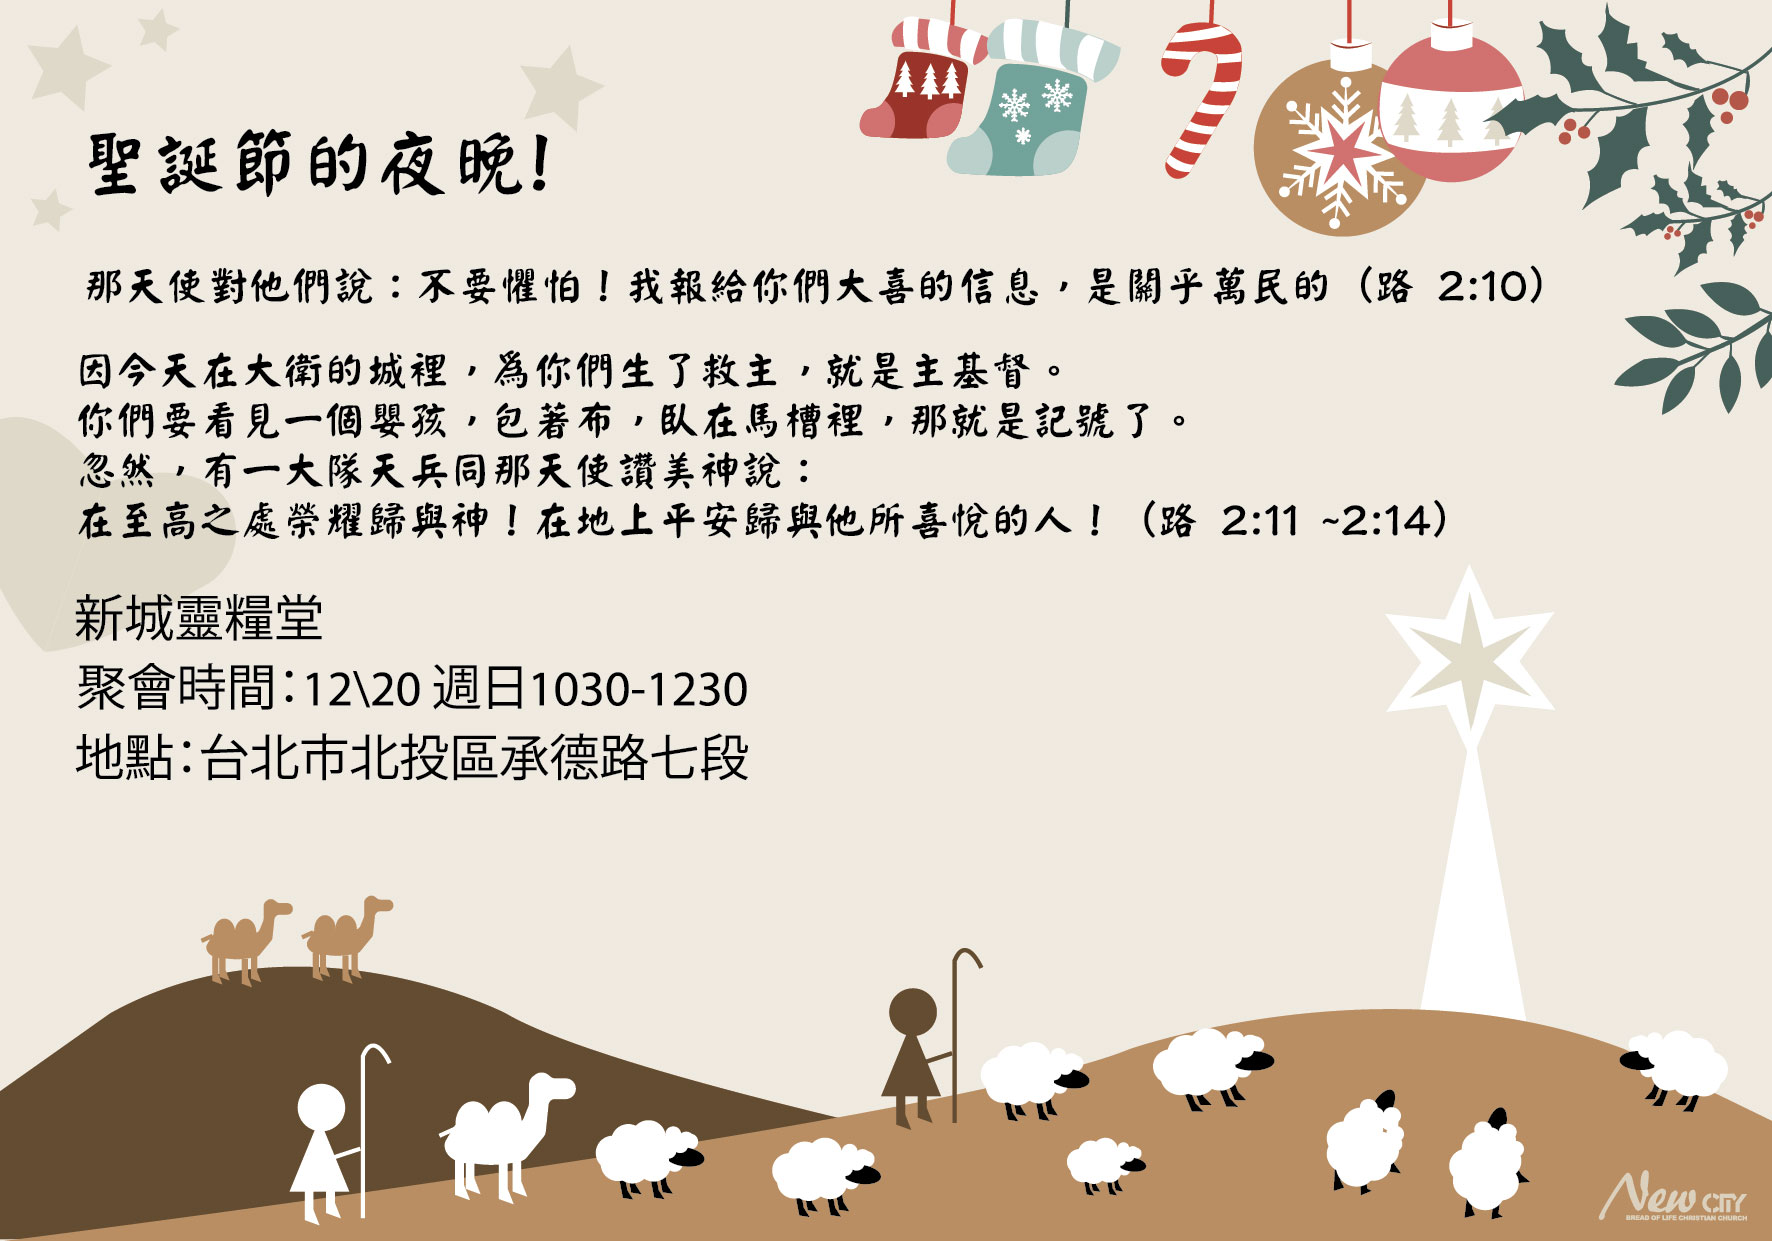 聖誕節的夜晚!
那天使對他們說：不要懼怕！我報給你們大喜的信息，是關乎萬民的（路 2:10）
因今天在大衛的城裡，為你們生了救主，就是主基督。
你們要看見一個嬰孩，包著布，臥在馬槽裡，那就是記號了。
忽然，有一大隊天兵同那天使讚美神說：
在至高之處榮耀歸與神！在地上平安歸與他所喜悅的人！（路 2:11 ~2:14）
新城靈糧堂
聚會時間：12\20 週日1030-1230
地點：台北市北投區承德路七段
New CITY
BREAD OF LIFE CHRISTIAN CHURCH